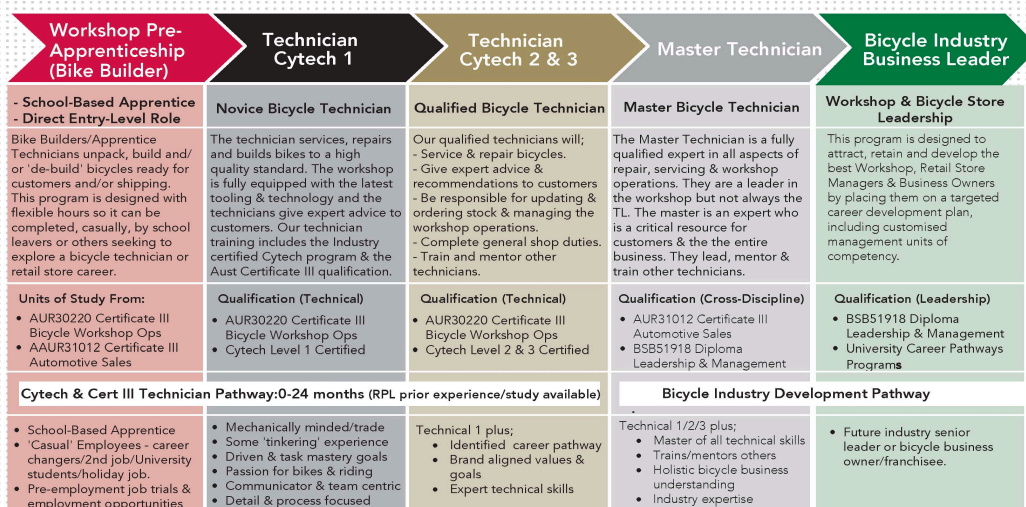 Workshop Pre-
Apprenticeship
(Bike Builder)
Technician
Cytech 1
Technician
Cytech 2 & 3
Master Technician
Bicycle Industry
Business Leader
- School-Based Apprentice
- Direct Entry-Level Role
Novice Bicycle Technician
Qualified Bicycle Technician
Master Bicycle Technician
Workshop & Bicycle Store
Leadership
Bike Builders/Apprentice
Technicians unpack, build and/
or 'de-build' bicycles ready for
customers and/or shipping.
This program is designed with
flexible hours so it can be
completed, casually, by school
leavers or others seeking to
explore a bicycle technician or
retail store career.
The technician services, repairs
and builds bikes to a high
quality standard. The workshop
is fully equipped with the latest
tooling & technology and the
technicians give expert advice to
customers. Our technician
training includes the Industry
certified Cytech program & the
Aust Certificate III qualification.
Our qualified technicians will;
- Service & repair bicycles.
- Give expert advice &
recommendations to customers
- Be responsible for updating &
ordering stock & managing the
workshop operations.
- Complete general shop duties.
- Train and mentor other
technicians.
The Master Technician is a fully
qualified expert in all aspects of
repair, servicing & workshop
operations. They are a leader in
the workshop but not always the
TL. The master is an expert who
is a critical resource for
customers & the the entire
business. They lead, mentor &
train other technicians.
This program is designed to
attract, retain and develop the
best Workshop, Retail Store
Managers & Business Owners
by placing them on a targeted
career development plan,
including customised
management units of
competency.
Units of Study From:
• AUR30220 Certificate III
Bicycle Workshop Ops
• AAUR31012 Certificate III
Automotive Sales
Qualification (Technical)
• AUR30220 Certificate III
Bicycle Workshop Ops
• Cytech Level 1 Certified
Qualification (Technical)
• AUR30220 Certificate III
Bicycle Workshop Ops
• Cytech Level 2 & 3 Certified
Qualification (Cross-Discipline)
• AUR31012 Certificate III
Automotive Sales
• BSB51918 Diploma
Leadership & Management
Qualification (Leadership)
• BSB51918 Diploma
Leadership & Management
• University Career Pathways
Programs
Cytech & Cert III Technician Pathway:0-24 months (RPL prior experience/study available)
Bicycle Industry Development Pathway
• School-Based Apprentice
• 'Casual' Employees - career
changers/2nd job/University
students/holiday job.
• Pre-employment job trials &
employment opportunities
• Mechanically minded/trade
• Some 'tinkering' experience
• Driven & task mastery goals
• Passion for bikes & riding
• Communicator & team centric
• Detail & process focused
Technical 1 plus;
• Identified career pathway
• Brand aligned values &
goals
• Expert technical skills
Technical 1/2/3 plus;
• Master of all technical skills
• Trains/mentors others
• Holistic bicycle business
understanding
• Industry expertise
• Future industry senior
leader or bicycle business
owner/franchisee.